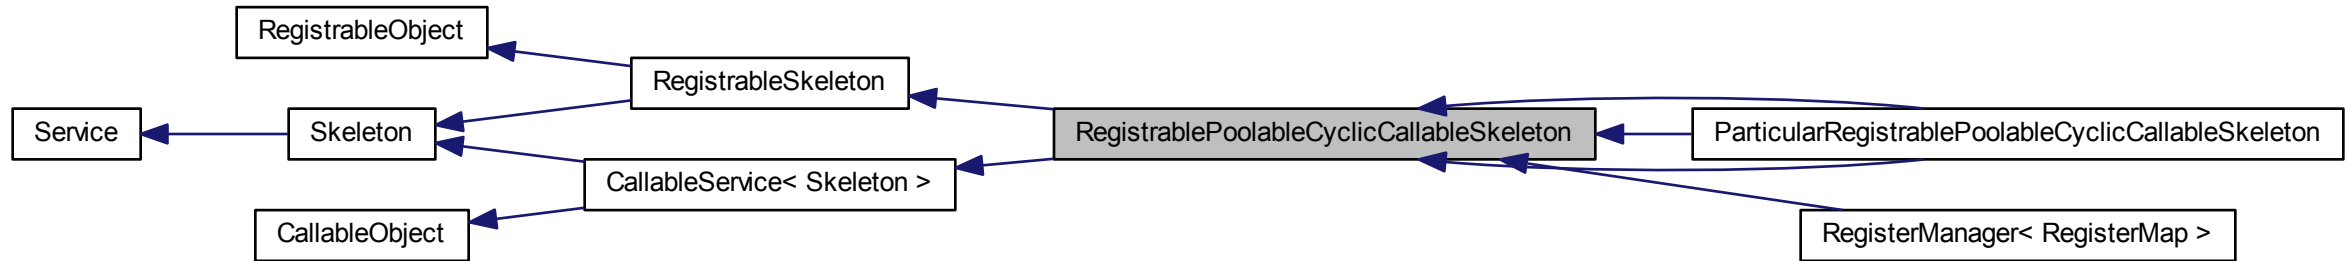 RegistrableObject
RegistrableSkeleton
Service
Skeleton
RegistrablePoolableCyclicCallableSkeleton
ParticularRegistrablePoolableCyclicCallableSkeleton
CallableService< Skeleton >
CallableObject
RegisterManager< RegisterMap >